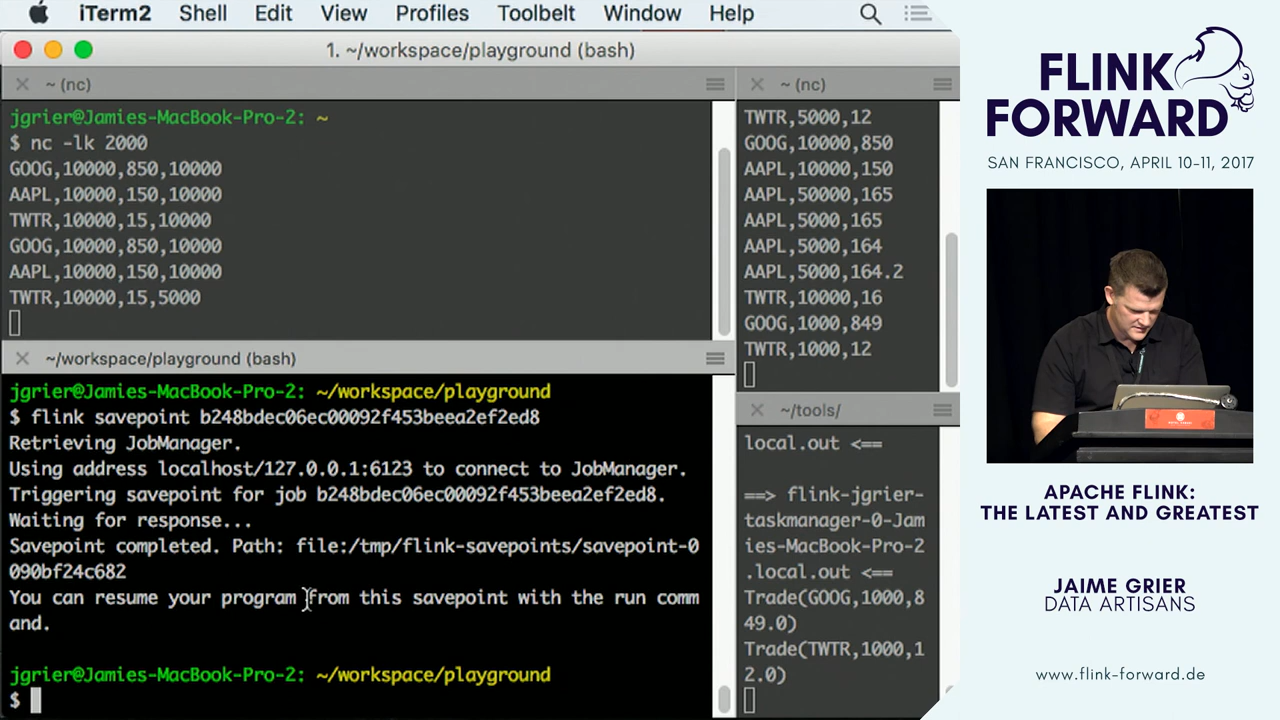 iTerm2 Shell Edit View Profiles Toolbelt Window Help
1. ~/workspace/playground (bash)
~ (nc)
jgrier@Jamies-MacBook-Pro-2: ~
$ nc -lk 2000
GOOG,10000,850,10000
AAPL,10000,150,10000
TWTR,10000,15,10000
GOOG,10000,850,10000
AAPL,10000,150,10000
TWTR,10000,15,5000
~/workspace/playground (bash)
jgrier@Jamies-MacBook-Pro-2: ~/workspace/playground
$ flink savepoint b248bdec06ec00092f453beea2ef2ed8
Retrieving JobManager.
Using address localhost/127.0.0.1:6123 to connect to JobManager.
Triggering savepoint for job b248bdec06ec00092f453beea2ef2ed8.
Waiting for response...
Savepoint completed. Path: file:/tmp/flink-savepoints/savepoint-0
090bf24c682
You can resume your program from this savepoint with the run comm
and.
jgrier@Jamies-MacBook-Pro-2: ~/workspace/playground
$
~ (nc)
TWTR,5000,12
GOOG,10000,850
AAPL,10000,150
AAPL,50000,165
AAPL,5000,165
AAPL,5000,164
AAPL,5000,164.2
TWTR,10000,16
GOOG,1000,849
TWTR,1000,12
~/tools/
local.out <==
==> flink-jgrier-
taskmanager-0-Jam
ies-MacBook-Pro-2
.local.out <==
Trade(GOOG,1000,8
49.0)
Trade(TWTR,1000,1
2.0)
FLINK
FORWARD
SAN FRANCISCO, APRIL 10-11, 2017
APACHE FLINK:
THE LATEST AND GREATEST
JAIME GRIER
DATA ARTISANS
www.flink-forward.de